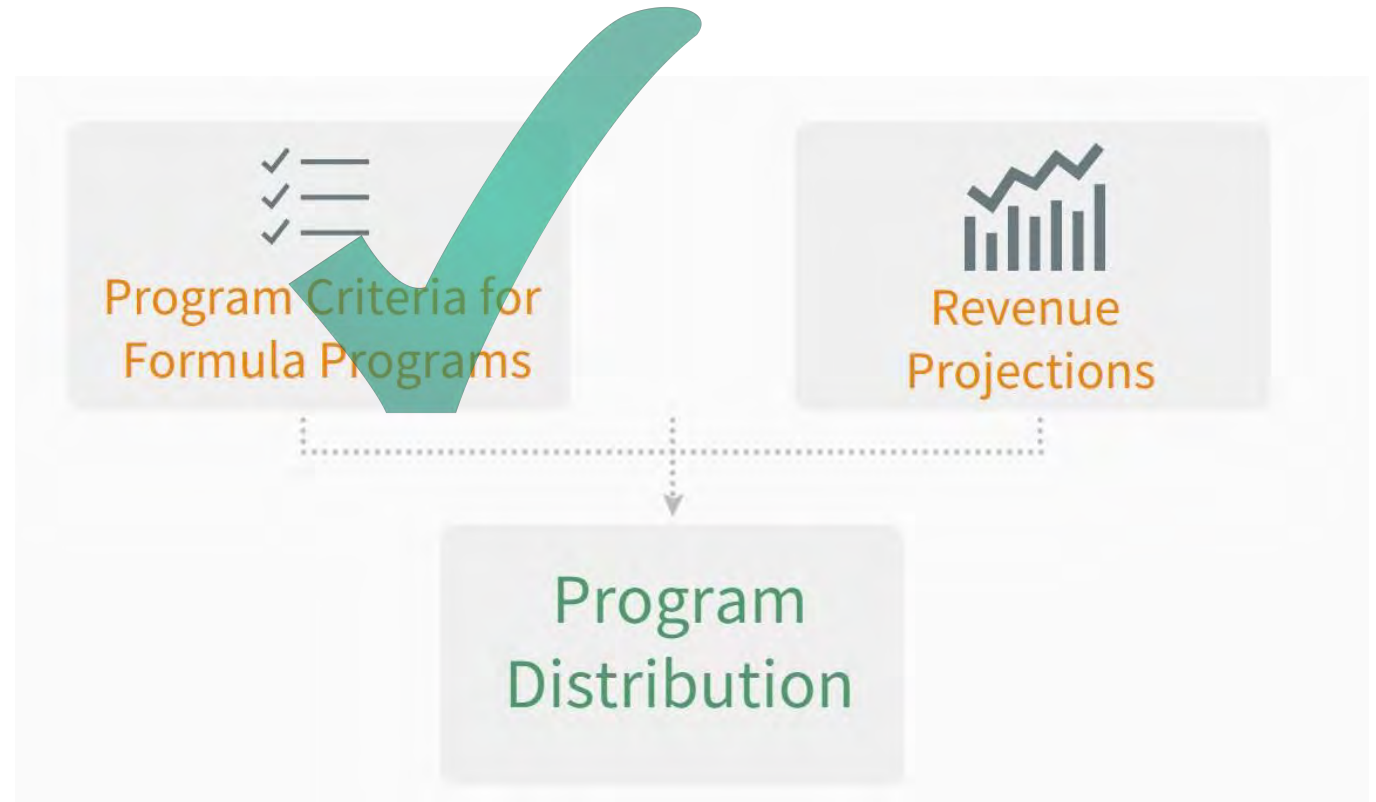 Program Criteria for
Formula Programs
Revenue
Projections
Program
Distribution